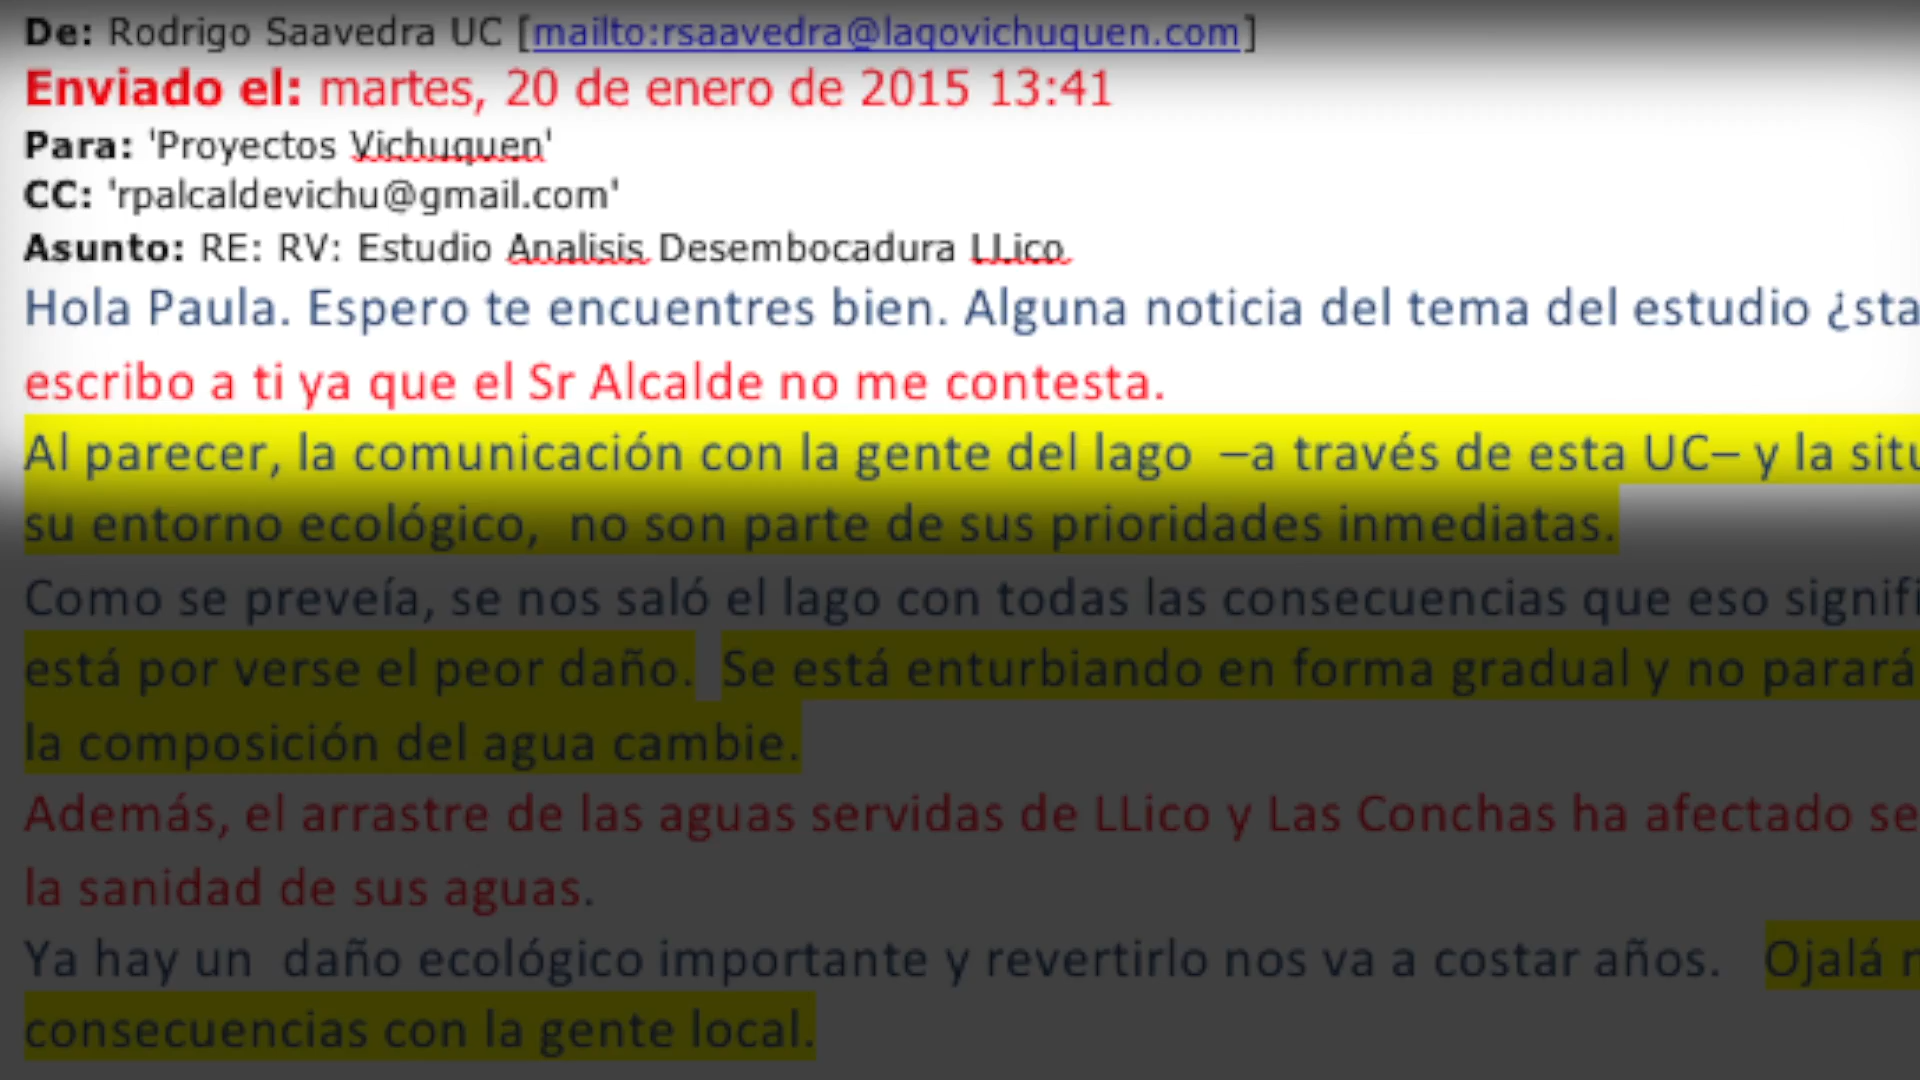 De: Rodrigo Saavedra UC [mailto:rsaavedra@lagovichuquen.com]
Enviado el: martes, 20 de enero de 2015 13:41
Para: 'Proyectos Vichuquen'
CC: 'rpalcaldevichu@gmail.com'
Asunto: RE: RV: Estudio Analisis Desembocadura LLico
Hola Paula. Espero te encuentres bien. Alguna noticia del tema del estudio
escribo a ti ya que el Sr Alcalde no me contesta.
Al parecer, la comunicación con la gente del lago –a través de esta UC– y la
su entorno ecológico, no son parte de sus prioridades inmediatas.
Como se preveía, se nos saló el lago con todas las consecuencias que eso
está por verse el peor daño. Se está enturbiando en forma gradual y no parará
la composición del agua cambie.
Además, el arrastre de las aguas servidas de LLico y Las Conchas ha afectado
la sanidad de sus aguas.
Ya hay un daño ecológico importante y revertirlo nos va a costar años. Ojalá
consecuencias con la gente local.